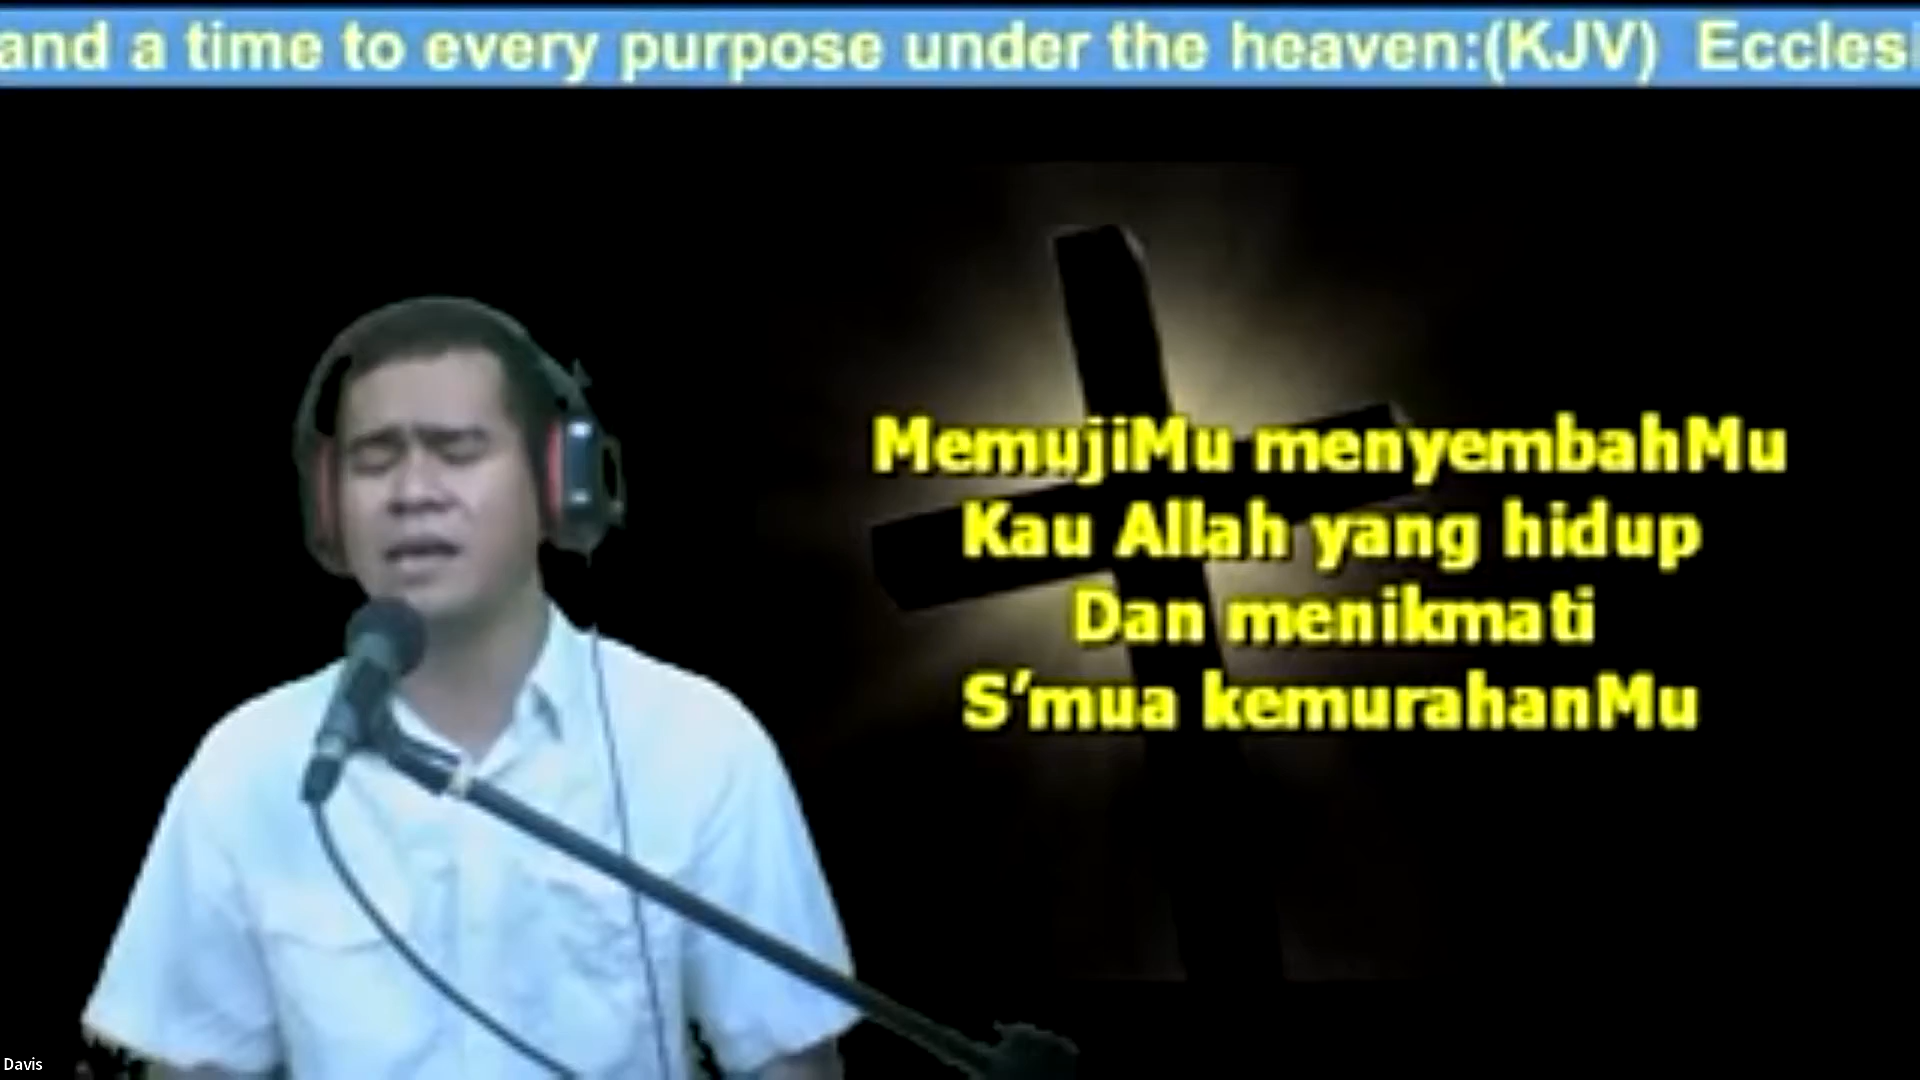 and a time to every purpose under the heaven:(KJV) Eccles
MemujiMu menyembahMu
Kau Allah yang hidup
Dan menikmati
S’mua kemurahanMu
Davis